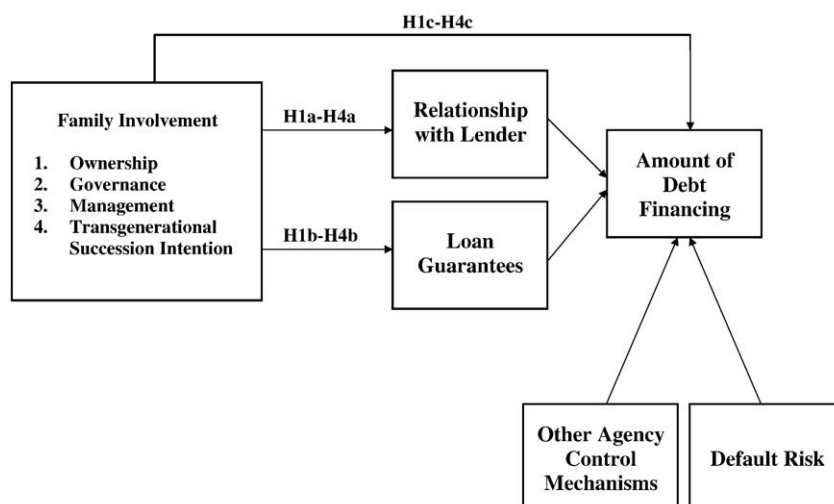 H1c-H4c
Family Involvement
1. Ownership
2. Governance
3. Management
4. Transgenerational
Succession Intention
H1a-H4a
Relationship
with Lender
H1b-H4b
Loan
Guarantees
Amount of
Debt
Financing
Other Agency
Control
Mechanisms
Default Risk